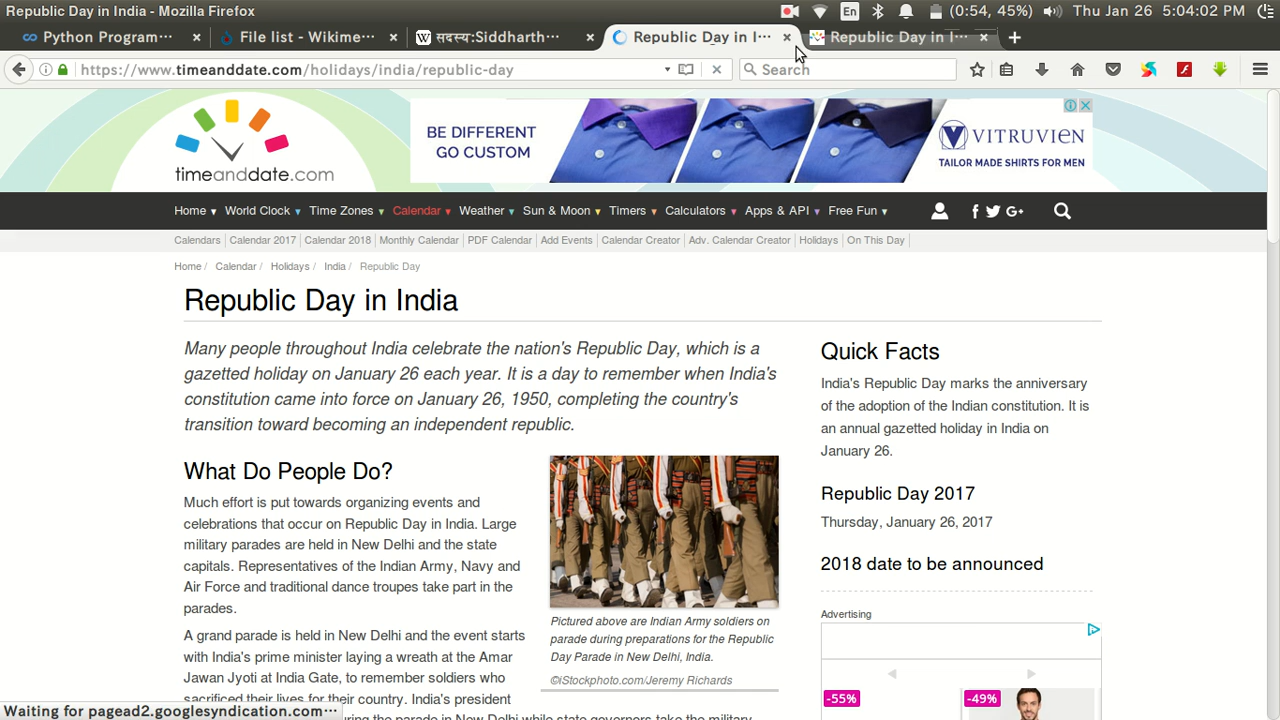 Republic Day in India - Mozilla Firefox
En (0:54, 45%) Thu Jan 26 5:04:02 PM
Python Program··· × File list - Wikime··· × W सदस्य:Siddharth··· × Republic Day in I··· × Republic Day in I··· ×
https://www.timeanddate.com/holidays/india/republic-day Search
timeanddate.com
BE DIFFERENT
GO CUSTOM
VITRUVIEN
TAILOR MADE SHIRTS FOR MEN
Home World Clock Time Zones Calendar Weather Sun & Moon Timers Calculators Apps & API Free Fun
Calendars Calendar 2017 Calendar 2018 Monthly Calendar PDF Calendar Add Events Calendar Creator Adv. Calendar Creator Holidays On This Day
Home / Calendar / Holidays / India / Republic Day
Republic Day in India
Many people throughout India celebrate the nation's Republic Day, which is a
gazetted holiday on January 26 each year. It is a day to remember when India's
constitution came into force on January 26, 1950, completing the country's
transition toward becoming an independent republic.
What Do People Do?
Much effort is put towards organizing events and
celebrations that occur on Republic Day in India. Large
military parades are held in New Delhi and the state
capitals. Representatives of the Indian Army, Navy and
Air Force and traditional dance troupes take part in the
parades.
A grand parade is held in New Delhi and the event starts
with India's prime minister laying a wreath at the Amar
Jawan Jyoti at India Gate, to remember soldiers who
sacrificed their lives for their country. India's president
during the parade in New Delhi while state governors take the military
Pictured above are Indian Army soldiers on
parade during preparations for the Republic
Day Parade in New Delhi, India.
©iStockphoto.com/Jeremy Richards
Quick Facts
India's Republic Day marks the anniversary
of the adoption of the Indian constitution. It is
an annual gazetted holiday in India on
January 26.
Republic Day 2017
Thursday, January 26, 2017
2018 date to be announced
Advertising
-55% -49%
Waiting for pagead2.googlesyndication.com···